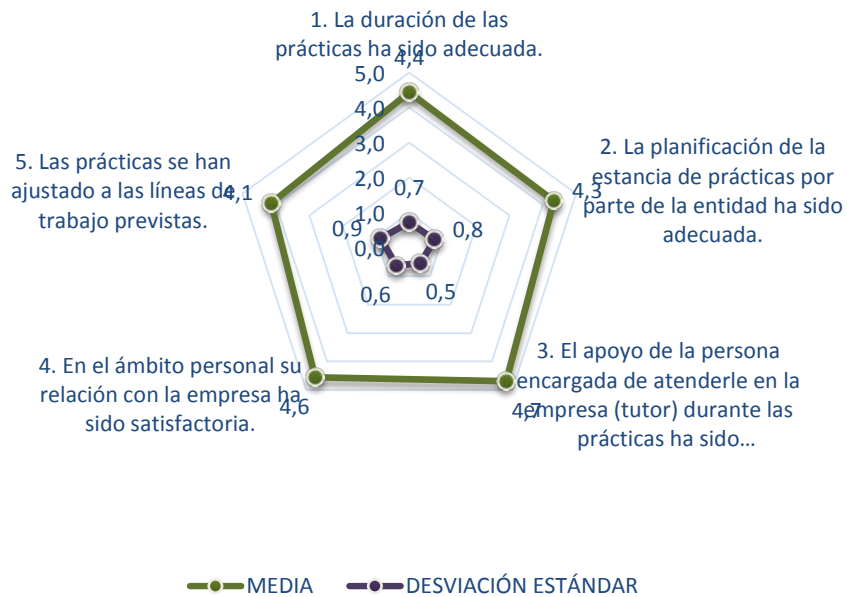 1. La duración de las
prácticas ha sido adecuada.
4,4
5,0
4,0
3,0
2,0
1,0
0,0
0,7
0,8
0,5
0,6
0,9
2. La planificación de la
estancia de prácticas por
parte de la entidad ha sido
adecuada.
4,3
3. El apoyo de la persona
encargada de atenderle en la
empresa (tutor) durante las
prácticas ha sido...
4,7
4. En el ámbito personal su
relación con la empresa ha
sido satisfactoria.
4,6
5. Las prácticas se han
ajustado a las líneas de
trabajo previstas.
4,1
MEDIA
DESVIACIÓN ESTÁNDAR